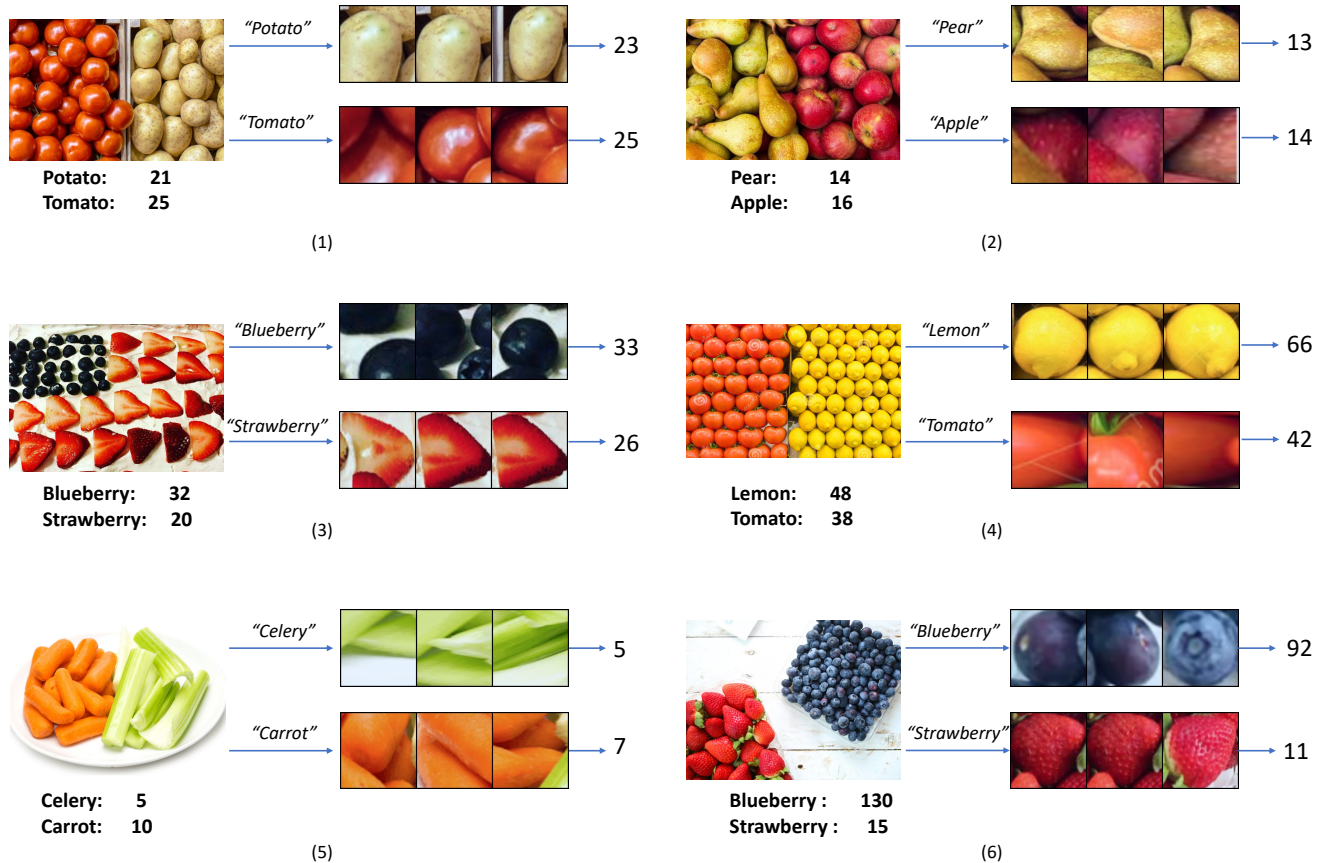 "Potato"
23
"Tomato"
25
Potato: 21
Tomato: 25
(1)
"Pear"
13
"Apple"
14
Pear: 14
Apple: 16
(2)
"Blueberry"
33
"Strawberry"
26
Blueberry: 32
Strawberry: 20
(3)
"Lemon"
66
"Tomato"
42
Lemon: 48
Tomato: 38
(4)
"Celery"
5
"Carrot"
7
Celery: 5
Carrot: 10
(5)
"Blueberry"
92
"Strawberry"
11
Blueberry : 130
Strawberry : 15
(6)